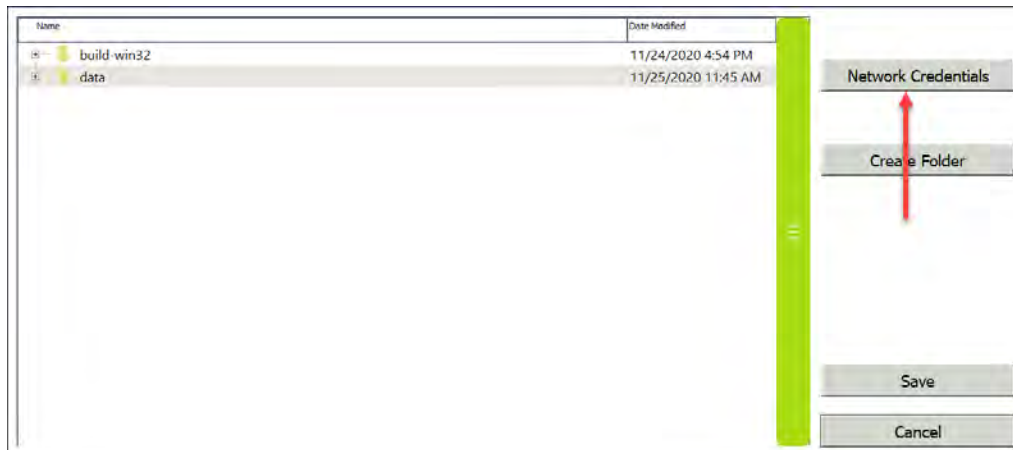 Name Date Modified
build-win32 11/24/2020 4:54 PM
data 11/25/2020 11:45 AM
Network Credentials
Create Folder
Save
Cancel